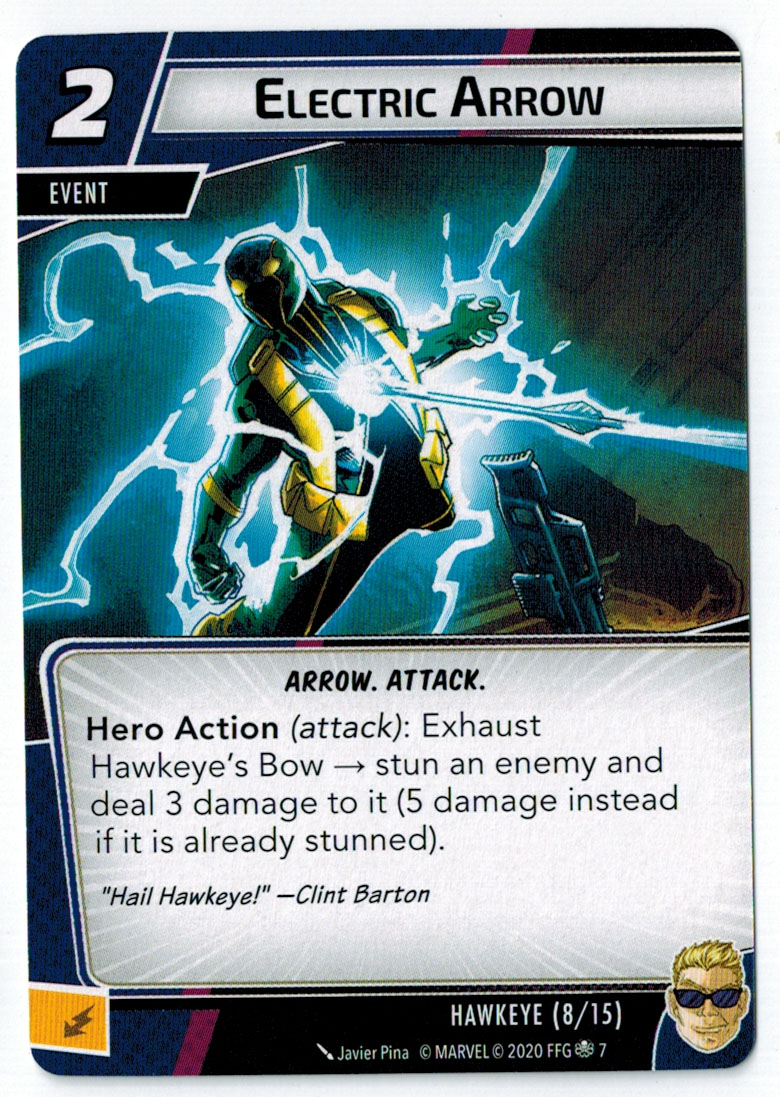 2
ELECTRIC ARROW
EVENT
ARROW. ATTACK.
Hero Action (attack): Exhaust
Hawkeye's Bow → stun an enemy and
deal 3 damage to it (5 damage instead
if it is already stunned).
"Hail Hawkeye!" —Clint Barton
HAWKEYE (8/15)
Javier Pina © MARVEL © 2020 FFG 7